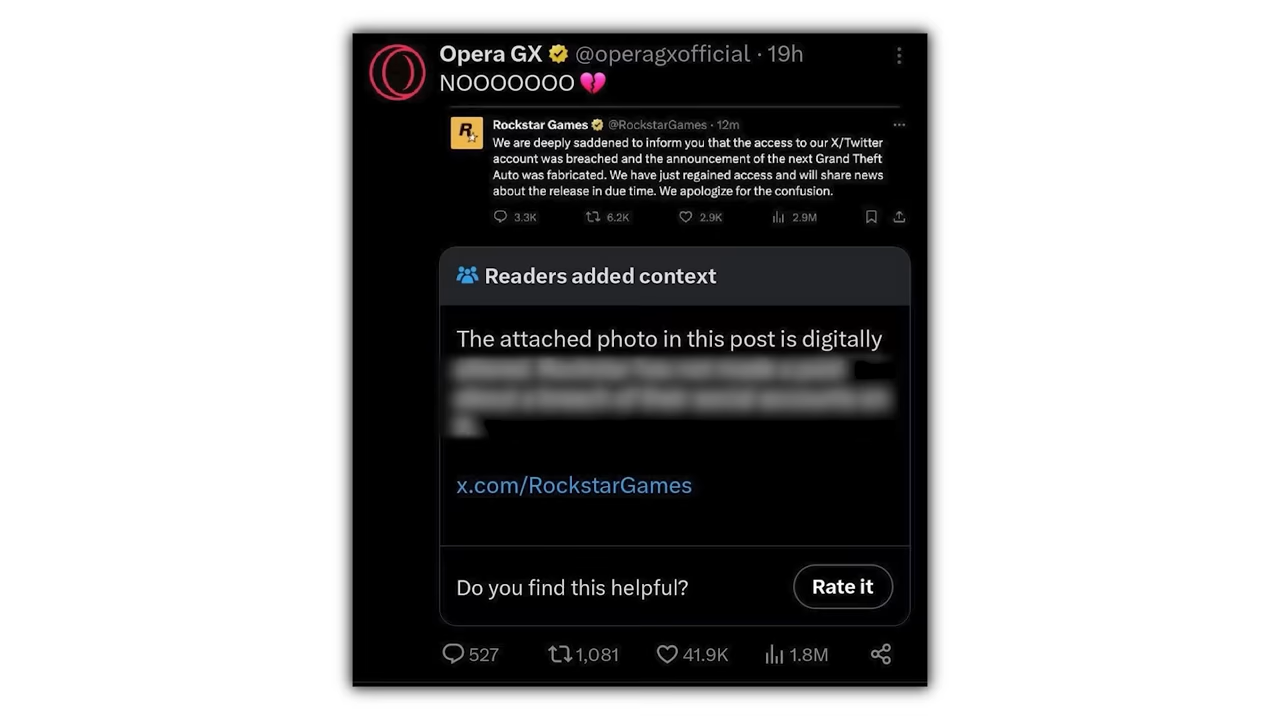 Opera GX @operagxofficial · 19h
NOOOOOOO 💔
Rockstar Games @RockstarGames · 12m
We are deeply saddened to inform you that the access to our X/Twitter
account was breached and the announcement of the next Grand Theft
Auto was fabricated. We have just regained access and will share news
about the release in due time. We apologize for the confusion.
3.3K 6.2K 2.9K 2.9M
Readers added context
The attached photo in this post is digitally
x.com/RockstarGames
Do you find this helpful? Rate it
527 1,081 41.9K 1.8M